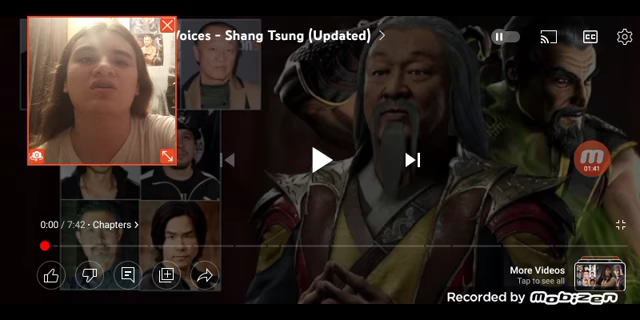 Voices - Shang Tsung (Updated)
CC
01:41
0:00 / 7:42 • Chapters
More Videos
Tap to see all
Recorded by Mobizen